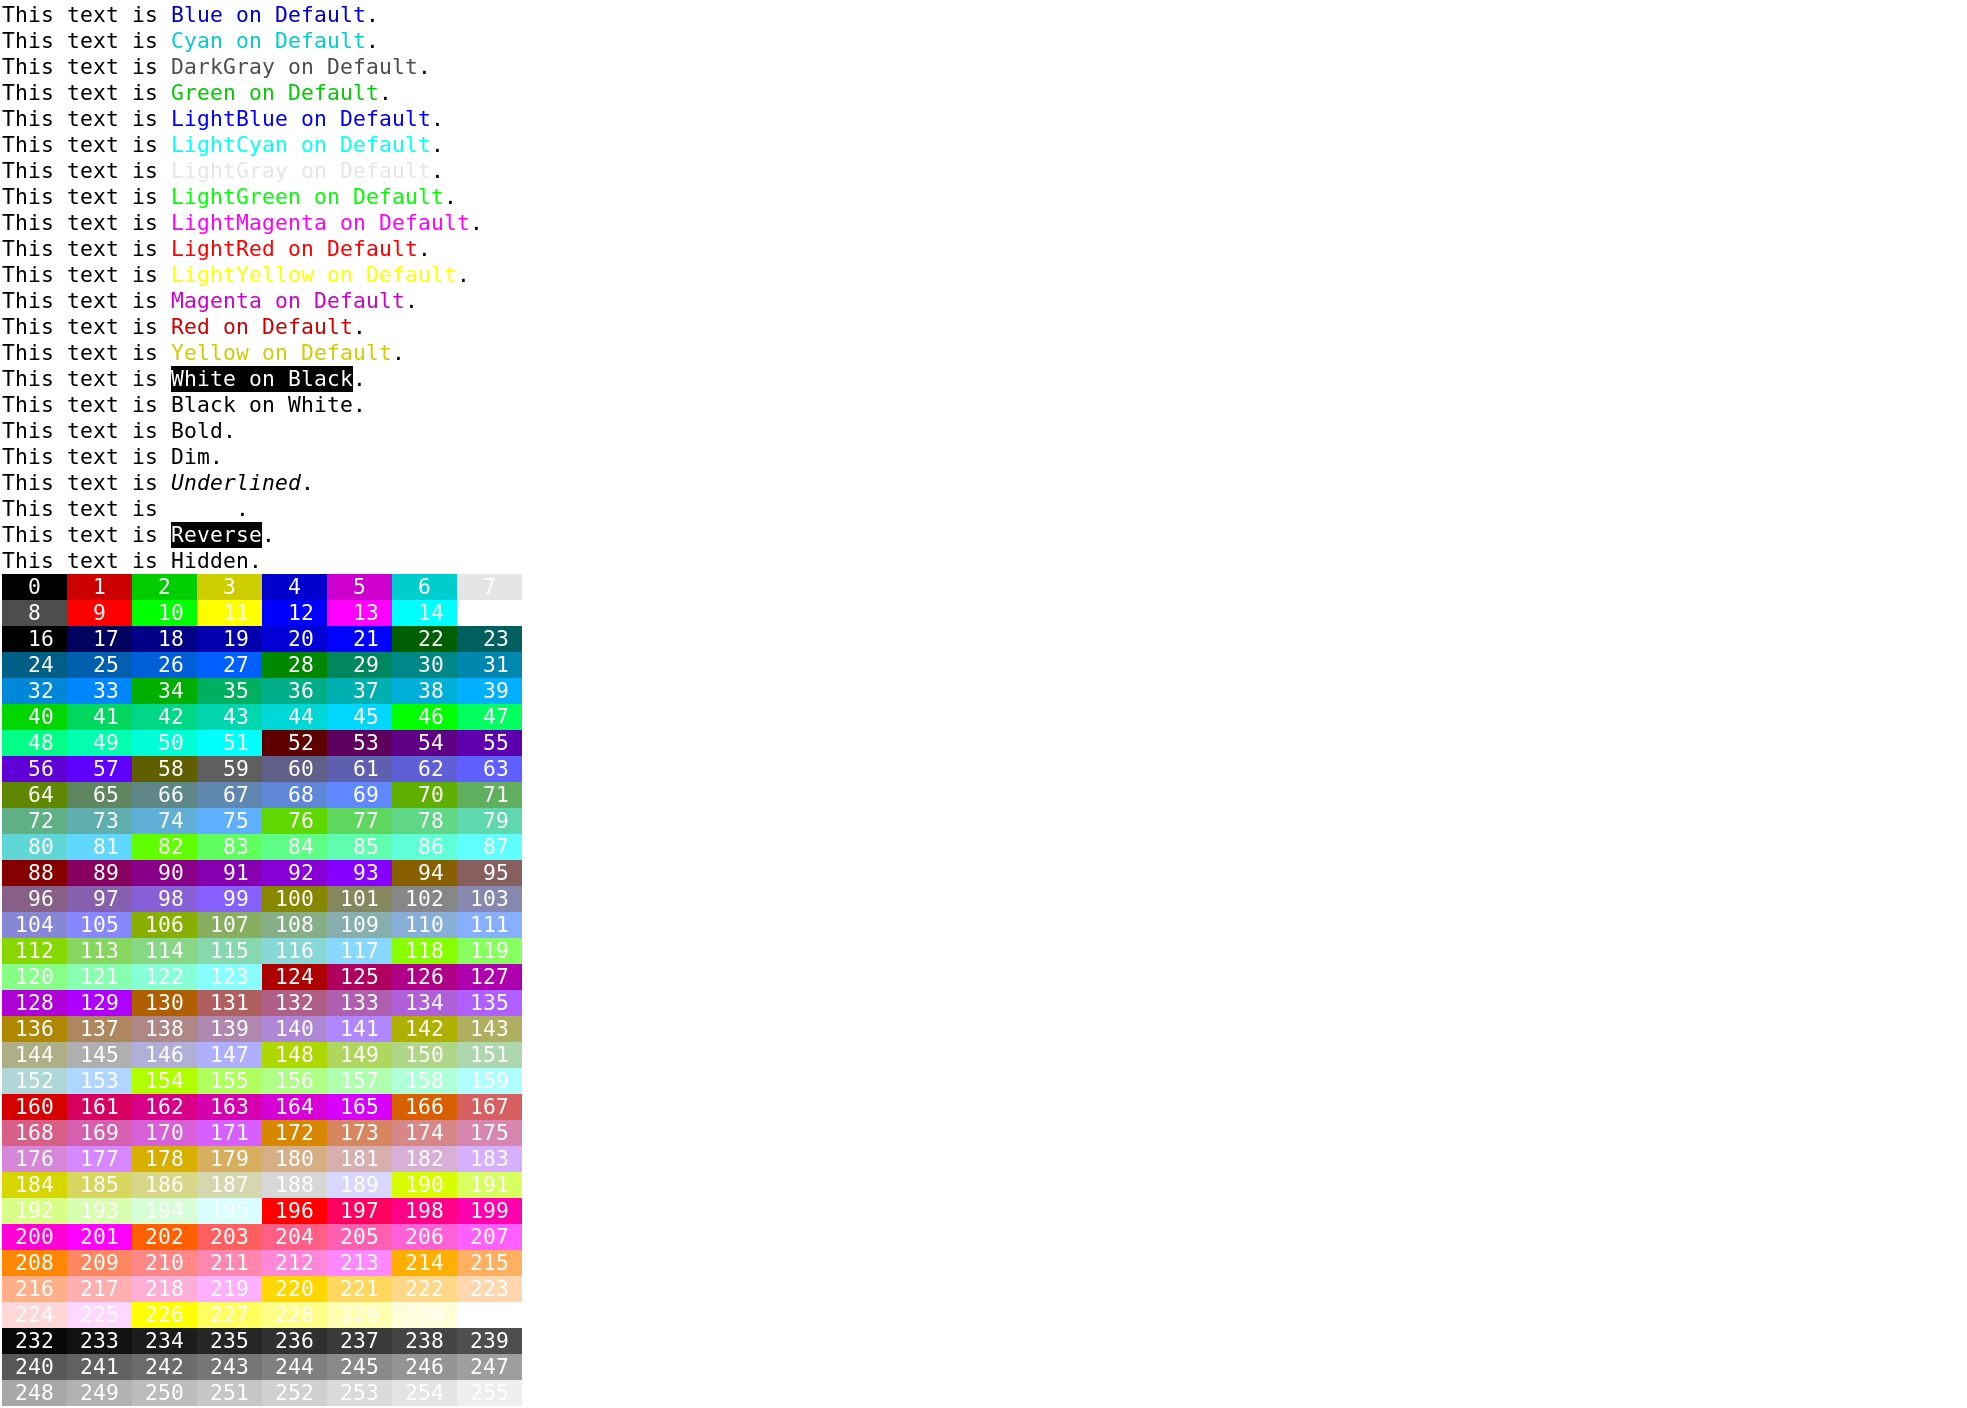 This text is Blue on Default.
This text is Cyan on Default.
This text is DarkGray on Default.
This text is Green on Default.
This text is LightBlue on Default.
This text is LightCyan on Default.
This text is LightGray on Default.
This text is LightGreen on Default.
This text is LightMagenta on Default.
This text is LightRed on Default.
This text is LightYellow on Default.
This text is Magenta on Default.
This text is Red on Default.
This text is Yellow on Default.
This text is White on Black.
This text is Black on White.
This text is Bold.
This text is Dim.
This text is Underlined.
This text is      .
This text is Reverse.
This text is Hidden.
0 1 2 3 4 5 6 7
8 9 10 11 12 13 14
16 17 18 19 20 21 22 23
24 25 26 27 28 29 30 31
32 33 34 35 36 37 38 39
40 41 42 43 44 45 46 47
48 49 50 51 52 53 54 55
56 57 58 59 60 61 62 63
64 65 66 67 68 69 70 71
72 73 74 75 76 77 78 79
80 81 82 83 84 85 86 87
88 89 90 91 92 93 94 95
96 97 98 99 100 101 102 103
104 105 106 107 108 109 110 111
112 113 114 115 116 117 118 119
120 121 122 123 124 125 126 127
128 129 130 131 132 133 134 135
136 137 138 139 140 141 142 143
144 145 146 147 148 149 150 151
152 153 154 155 156 157 158 159
160 161 162 163 164 165 166 167
168 169 170 171 172 173 174 175
176 177 178 179 180 181 182 183
184 185 186 187 188 189 190 191
192 193 194 195 196 197 198 199
200 201 202 203 204 205 206 207
208 209 210 211 212 213 214 215
216 217 218 219 220 221 222 223
224 225 226 227 228 229 230
232 233 234 235 236 237 238 239
240 241 242 243 244 245 246 247
248 249 250 251 252 253 254 255